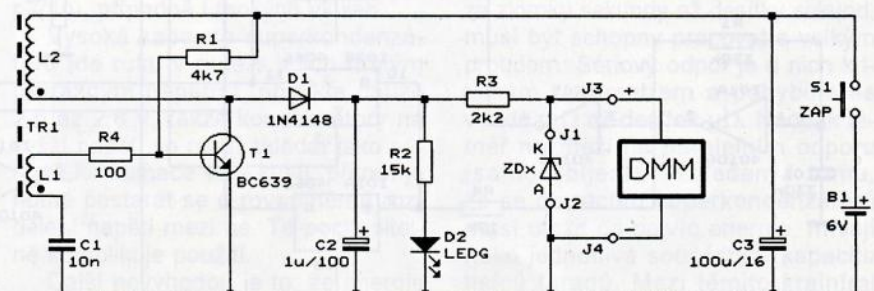 L2
TR1
R1
4k7
R4
100
T1
BC639
D1
1N4148
C1
10n
C2
1u/100
R2
15k
D2
LEDG
R3
2k2
J3
+
J1
K
ZDx
A
J2
J4
DMM
C3
100u/16
S1
ZAP
B1
6V